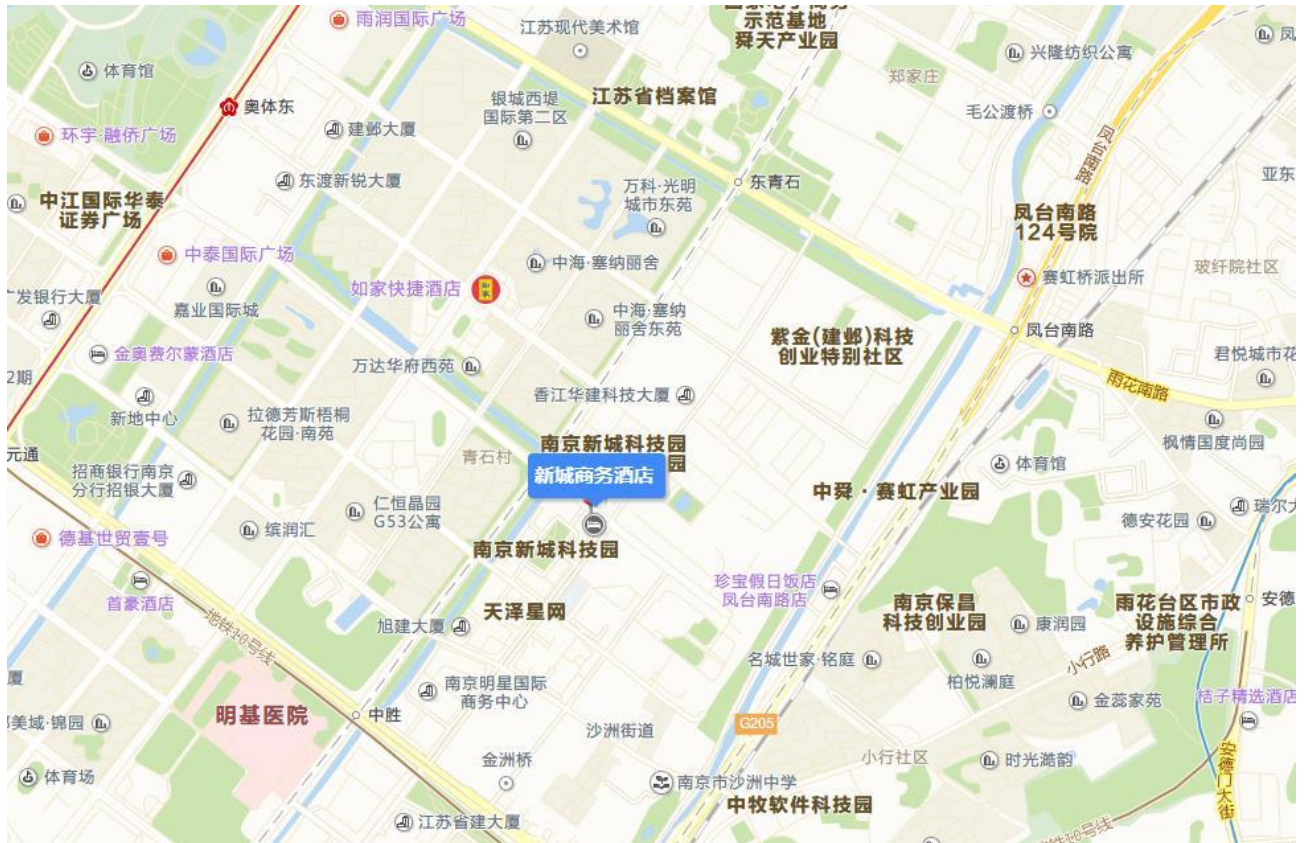 雨润国际广场
江苏现代美术馆
示范基地
舜天产业园
兴隆纺织公寓
凤
体育馆
郑家庄
奥体东
银城西堤
国际第二区
江苏省档案馆
毛公渡桥
环宇·融侨广场
建邺大厦
凤台南路
东渡新锐大厦
万科·光明
城市东苑
东青石
亚东
中江国际华泰
证券广场
凤台南路
124号院
中泰国际广场
中海·塞纳丽舍
赛虹桥派出所
玻纤院社区
如家快捷酒店
如家
广发银行大厦
嘉业国际城
中海·塞纳
丽舍东苑
紫金(建邺)科技
创业特别社区
凤台南路
金奥费尔蒙酒店
万达华府西苑
君悦城市花
2期
香江华建科技大厦
雨花南路
新地中心
拉德芳斯梧桐
花园·南苑
南京新城科技园
园
枫情国度尚园
元通
青石村
新城商务酒店
体育馆
招商银行南京
分行招银大厦
中舜·赛虹产业园
仁恒晶园
G53公寓
德安花园
瑞尔大
缤润汇
德基世贸壹号
南京新城科技园
首豪酒店
珍宝假日饭店
凤台南路店
天泽星网
南京保昌
科技创业园
康润园
雨花台区市政
设施综合
养护管理所
安德
地铁10号线
旭建大厦
名城世家·铭庭
柏悦澜庭
小行路
厦
南京明星国际
商务中心
金蕊家苑
桔子精选酒店
明基医院
中胜
G205
美城·锦园
沙洲街道
小行社区
时光澔韵
安德门大街
体育场
金洲桥
南京市沙洲中学
中牧软件科技园
江苏省建大厦
地铁10号线